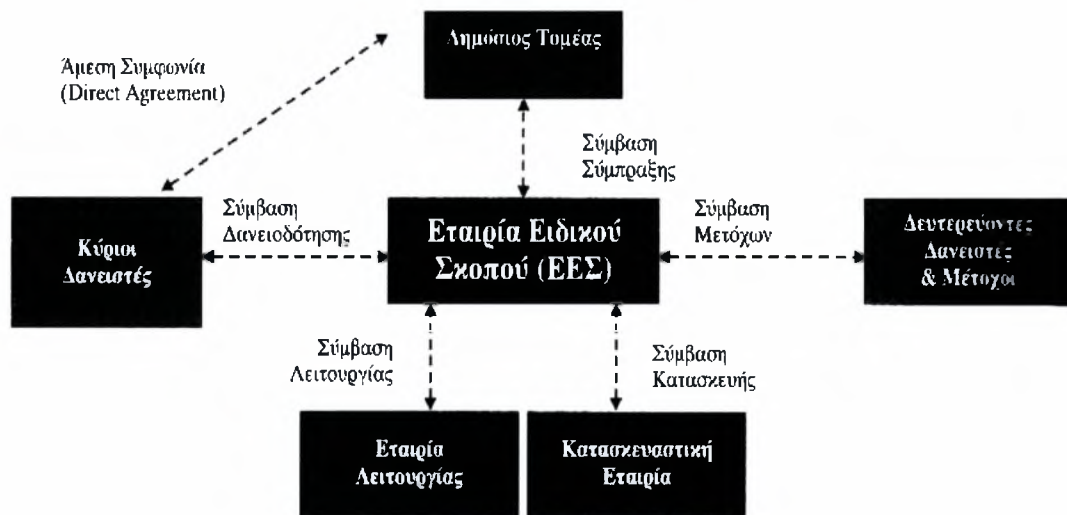 Δημόσιος Τομέας
Άμεση Συμφωνία
(Direct Agreement)
Σύμβαση
Σύμπραξης
Κύριοι
Δανειστές
Σύμβαση
Δανειοδότησης
Εταιρία Ειδικού
Σκοπού (ΕΕΣ)
Σύμβαση
Μετόχων
Δευτερεύοντες
Δανειστές
& Μέτοχοι
Σύμβαση
Λειτουργίας
Σύμβαση
Κατασκευής
Εταιρία
Λειτουργίας
Κατασκευαστική
Εταιρία